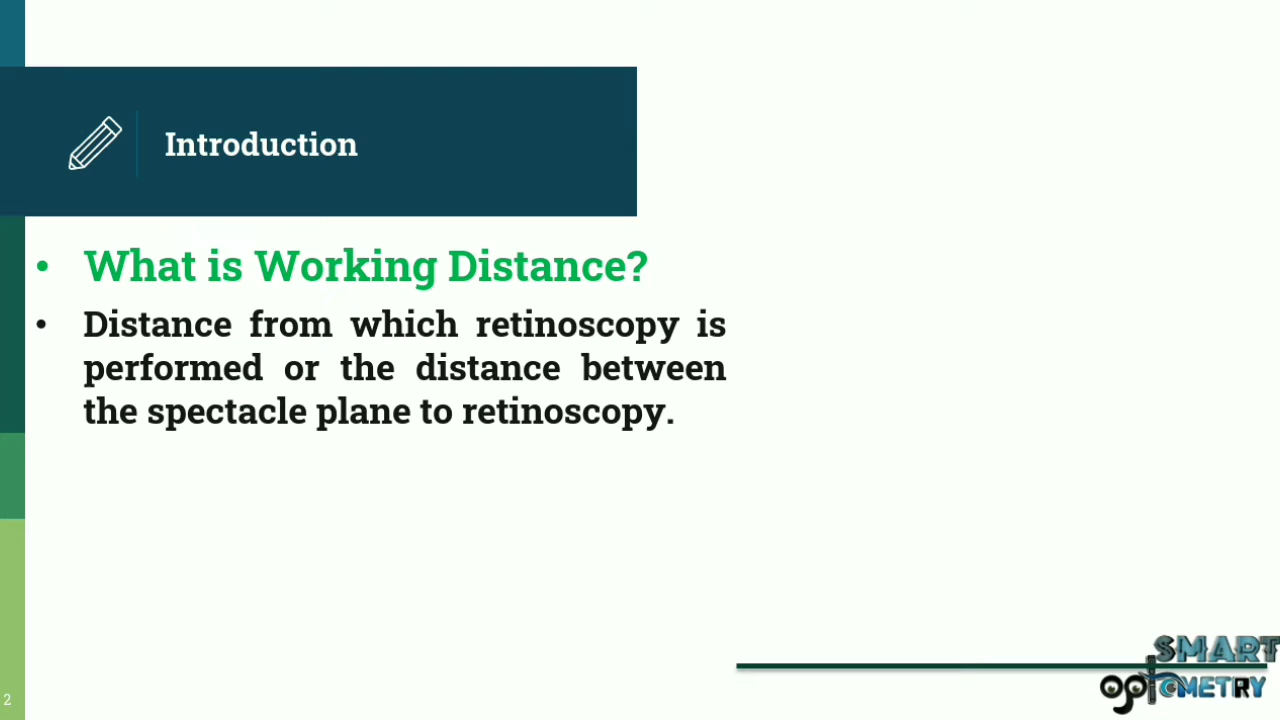 Introduction
• What is Working Distance?
• Distance from which retinoscopy is
performed or the distance between
the spectacle plane to retinoscopy.
2
SMART
optOMETRY